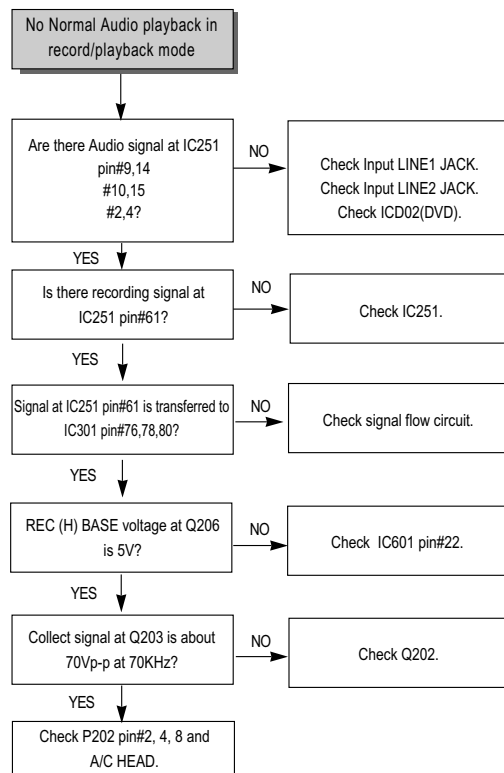 No Normal Audio playback in
record/playback mode
Are there Audio signal at IC251
pin#9,14
#10,15
#2,4?
NO
Check Input LINE1 JACK.
Check Input LINE2 JACK.
Check ICD02(DVD).
YES
Is there recording signal at
IC251 pin#61?
NO
Check IC251.
YES
Signal at IC251 pin#61 is transferred to
IC301 pin#76,78,80?
NO
Check signal flow circuit.
YES
REC (H) BASE voltage at Q206
is 5V?
NO
Check IC601 pin#22.
YES
Collect signal at Q203 is about
70Vp-p at 70KHz?
NO
Check Q202.
YES
Check P202 pin#2, 4, 8 and
A/C HEAD.